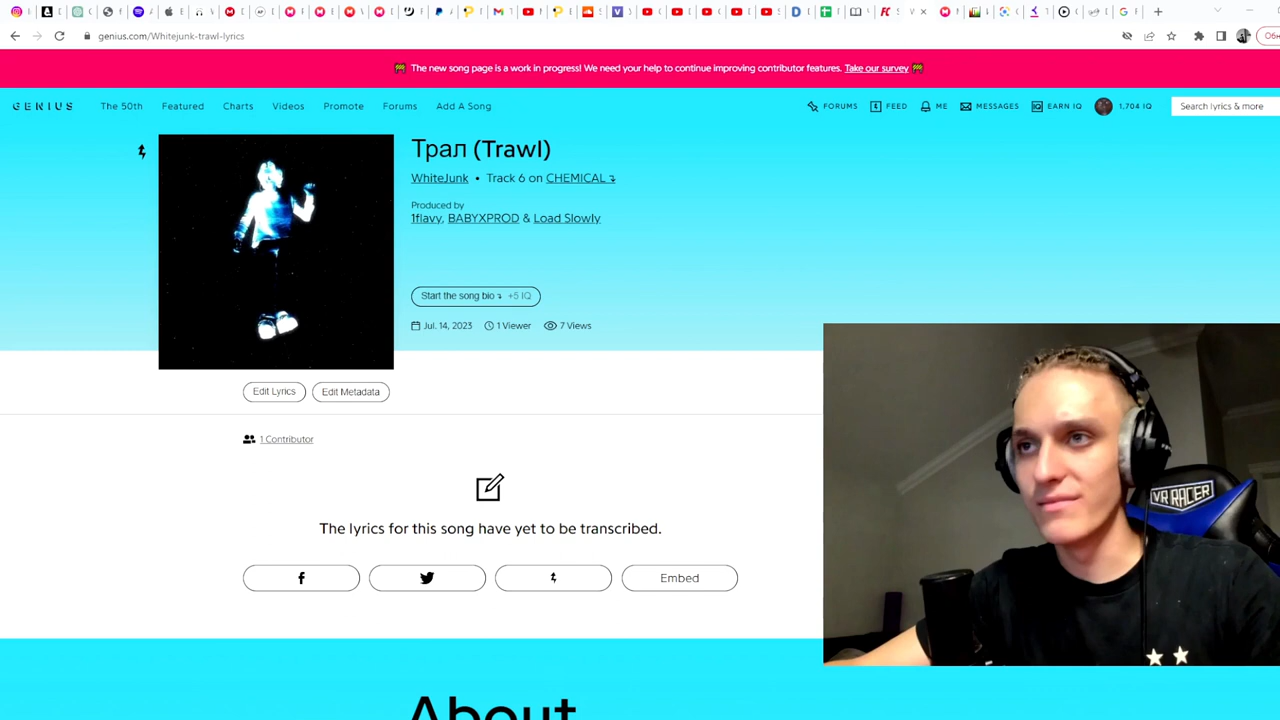 genius.com/Whitejunk-trawl-lyrics
🚧 The new song page is a work in progress! We need your help to continue improving contributor features. Take our survey 🚧
GENIUS The 50th Featured Charts Videos Promote Forums Add A Song FORUMS FEED ME MESSAGES EARN IQ 1,704 IQ Search lyrics & more
Трал (Trawl)
WhiteJunk • Track 6 on CHEMICAL
Produced by
1flavy, BABYXPROD & Load Slowly
Start the song bio +5 IQ
Jul. 14, 2023 1 Viewer 7 Views
Edit Lyrics Edit Metadata
1 Contributor
The lyrics for this song have yet to be transcribed.
Embed
VR RACER
About